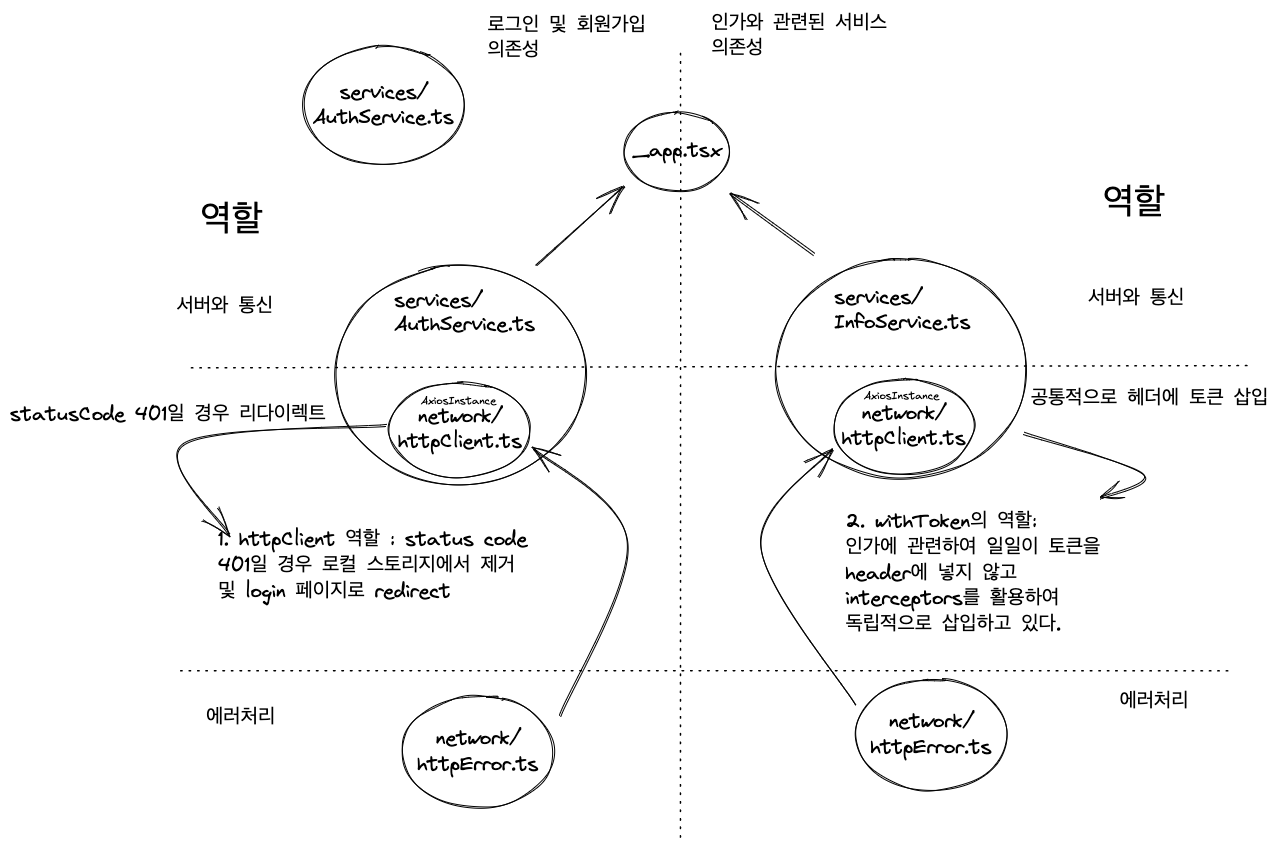 로그인 및 회원가입
의존성
인가와 관련된 서비스
의존성
services/
AuthService.ts
_app.tsx
역할
역할
서버와 통신
services/
AuthService.ts
services/
InfoService.ts
서버와 통신
statusCode 401일 경우 리다이렉트
AxiosInstance
network/
httpClient.ts
AxiosInstance
network/
httpClient.ts
공통적으로 헤더에 토큰 삽입
1. httpClient 역할 : status code
401일 경우 로컬 스토리지에서 제거
및 login 페이지로 redirect
2. withToken의 역할;
인가에 관련하여 일일이 토큰을
header에 넣지 않고
interceptors를 활용하여
독립적으로 삽입하고 있다.
에러처리
network/
httpError.ts
network/
httpError.ts
에러처리